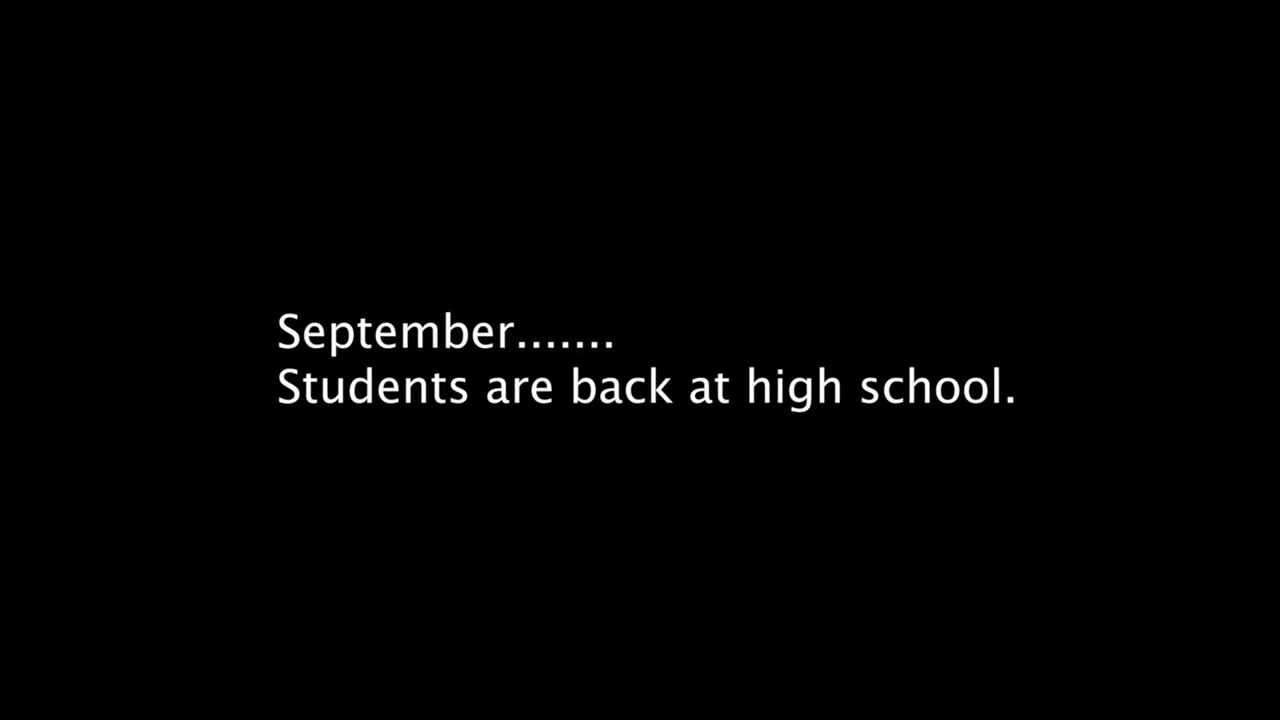 September.......
Students are back at high school.